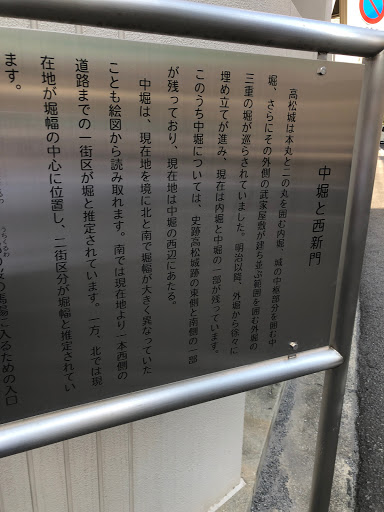 中堀と西新門
高松城は本丸と二の丸を囲む内堀、城の中枢部分を囲む中
堀、さらにその外側の武家屋敷が建ち並ぶ範囲を囲む外堀の
三重の堀が巡らされていました。明治以降、外堀から徐々に
埋め立てが進み、現在は内堀と中堀の一部が残っています。
このうち中堀については、史跡高松城跡の東側と南側の一部
が残っており、現在地は中堀の西辺にあたる。
中堀は、現在地を境に北と南で堀幅が大きく異なっていた
ことも絵図から読み取れます。南では現在地より一本西側の
道路までの一街区が堀と推定されています。一方、北では現
在地が堀幅の中心に位置し、二街区分が堀幅と推定されてい
ます。
馬場に入るための入口